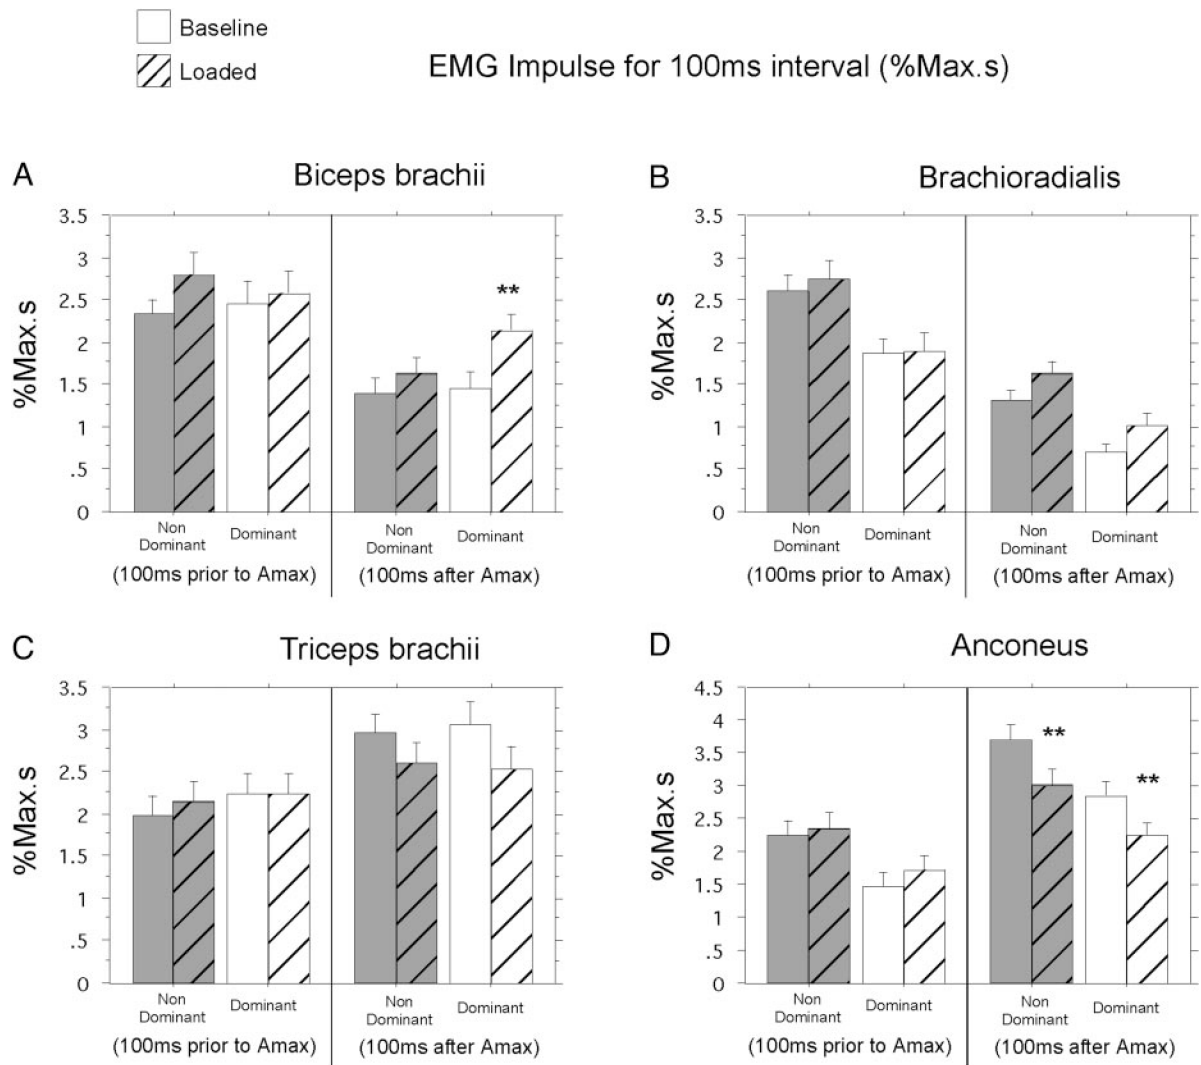 Baseline
Loaded
EMG Impulse for 100ms interval (%Max.s)
A
Biceps brachii
%Max.s
3.5
3
2.5
2
1.5
1
.5
0
**
Non
Dominant
Dominant
(100ms prior to Amax)
Non
Dominant
Dominant
(100ms after Amax)
B
Brachioradialis
%Max.s
3.5
3
2.5
2
1.5
1
.5
0
Non
Dominant
Dominant
(100ms prior to Amax)
Non
Dominant
Dominant
(100ms after Amax)
C
Triceps brachii
%Max.s
3.5
3
2.5
2
1.5
1
.5
0
Non
Dominant
Dominant
(100ms prior to Amax)
Non
Dominant
Dominant
(100ms after Amax)
D
Anconeus
%Max.s
4.5
4
3.5
3
2.5
2
1.5
1
.5
0
**
**
Non
Dominant
Dominant
(100ms prior to Amax)
Non
Dominant
Dominant
(100ms after Amax)